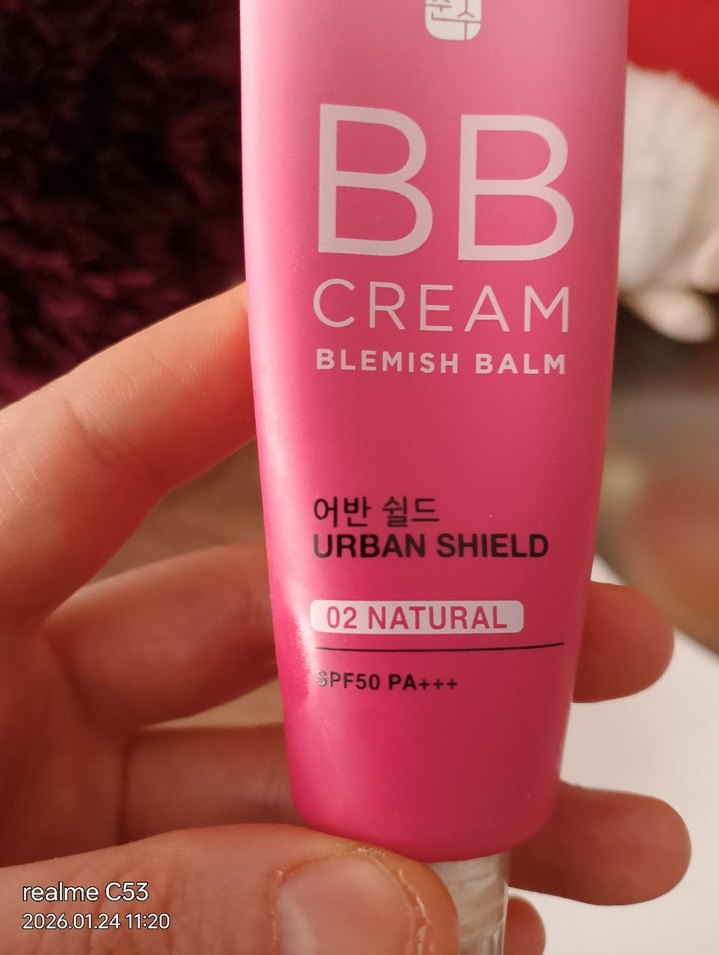 BB
CREAM
BLEMISH BALM
어반 쉴드
URBAN SHIELD
02 NATURAL
SPF50 PA+++
realme C53
2026.01.24 11:20